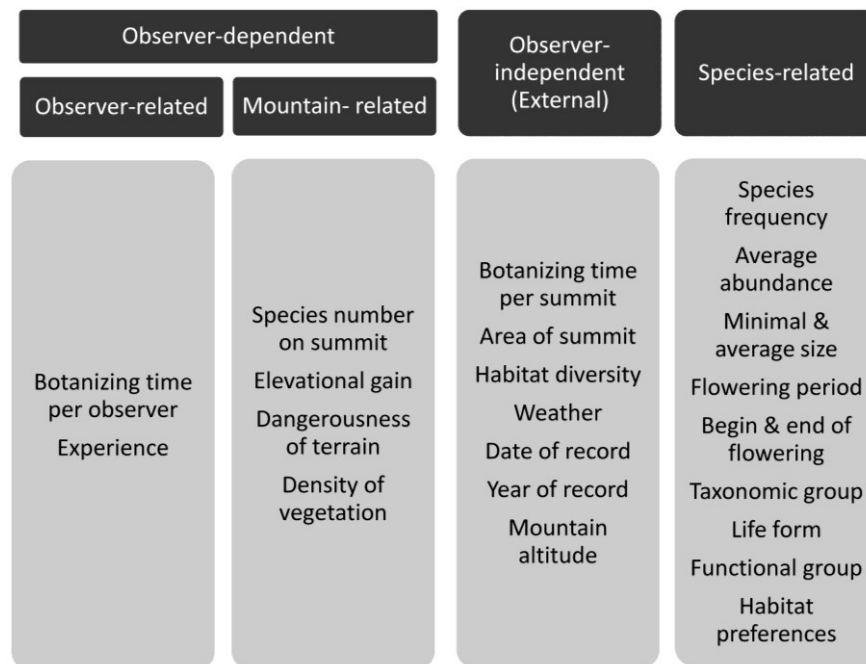 Observer-dependent
Observer-related
Mountain- related
Observer-
independent
(External)
Species-related
Botanizing time
per observer
Experience
Species number
on summit
Elevational gain
Dangerousness
of terrain
Density of
vegetation
Botanizing time
per summit
Area of summit
Habitat diversity
Weather
Date of record
Year of record
Mountain
altitude
Species
frequency
Average
abundance
Minimal &
average size
Flowering period
Begin & end of
flowering
Taxonomic group
Life form
Functional group
Habitat
preferences